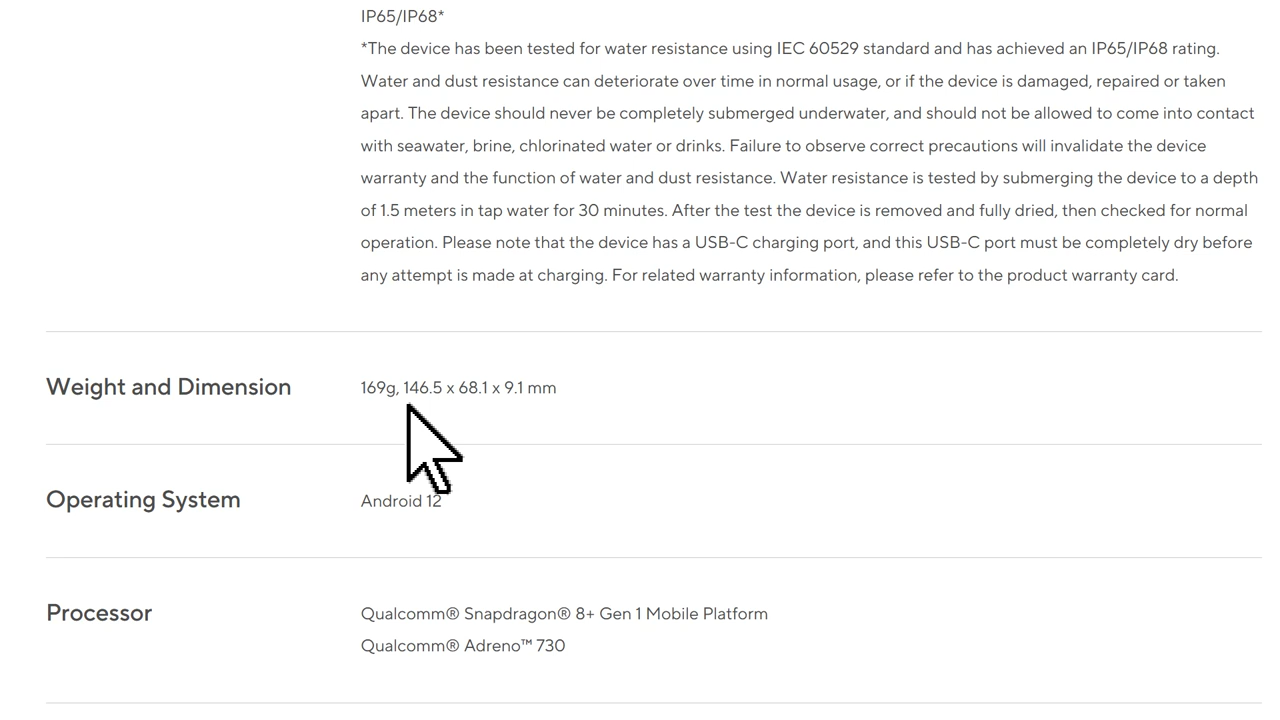 IP65/IP68*
*The device has been tested for water resistance using IEC 60529 standard and has achieved an IP65/IP68 rating.
Water and dust resistance can deteriorate over time in normal usage, or if the device is damaged, repaired or taken
apart. The device should never be completely submerged underwater, and should not be allowed to come into contact
with seawater, brine, chlorinated water or drinks. Failure to observe correct precautions will invalidate the device
warranty and the function of water and dust resistance. Water resistance is tested by submerging the device to a depth
of 1.5 meters in tap water for 30 minutes. After the test the device is removed and fully dried, then checked for normal
operation. Please note that the device has a USB-C charging port, and this USB-C port must be completely dry before
any attempt is made at charging. For related warranty information, please refer to the product warranty card.
Weight and Dimension
169g, 146.5 x 68.1 x 9.1 mm
Operating System
Android 12
Processor
Qualcomm® Snapdragon® 8+ Gen 1 Mobile Platform
Qualcomm® Adreno™ 730